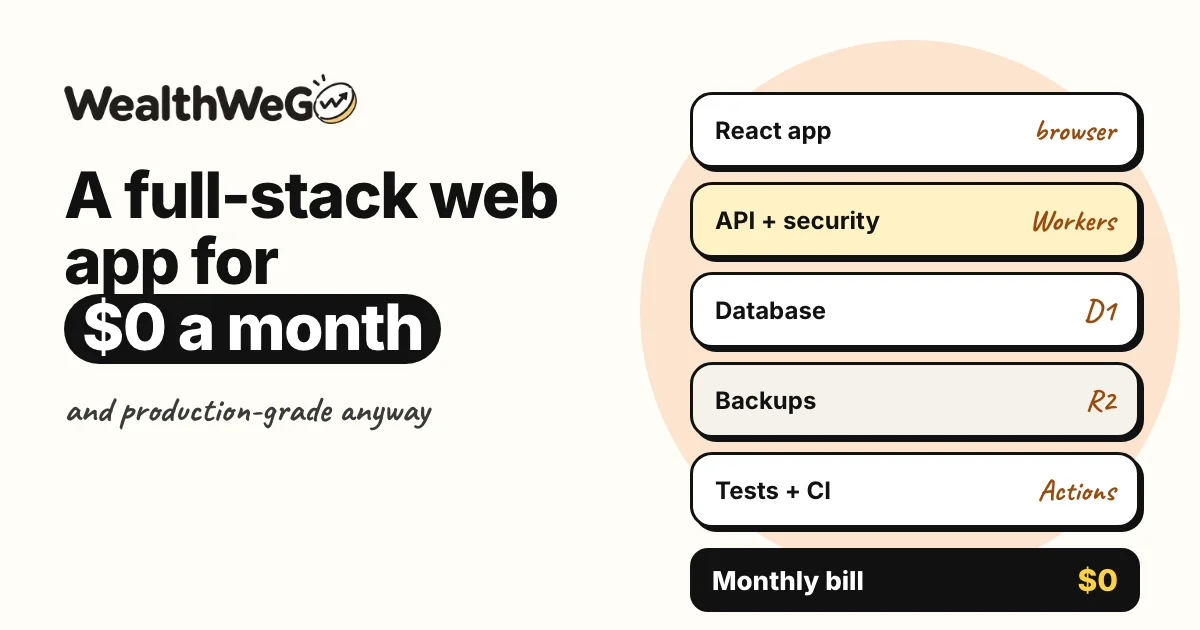 WealthWeGo
A full-stack web
app for
$0 a month
and production-grade anyway
React app browser
API + security Workers
Database D1
Backups R2
Tests + CI Actions
Monthly bill $0